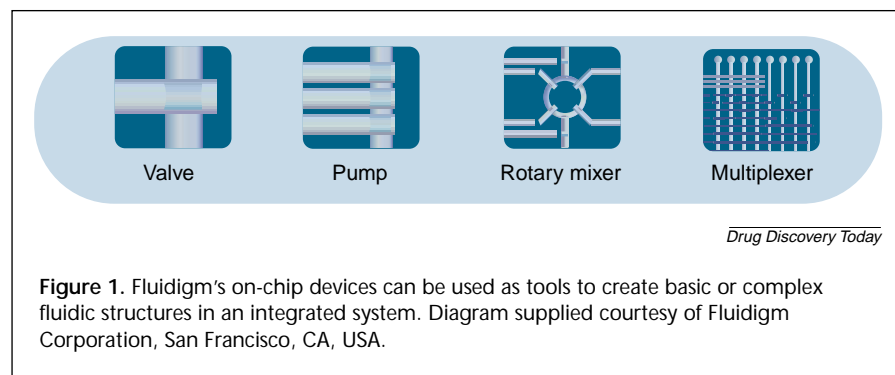 Valve Pump Rotary mixer Multiplexer
Drug Discovery Today
Figure 1. Fluidigm's on-chip devices can be used as tools to create basic or complex
fluidic structures in an integrated system. Diagram supplied courtesy of Fluidigm
Corporation, San Francisco, CA, USA.